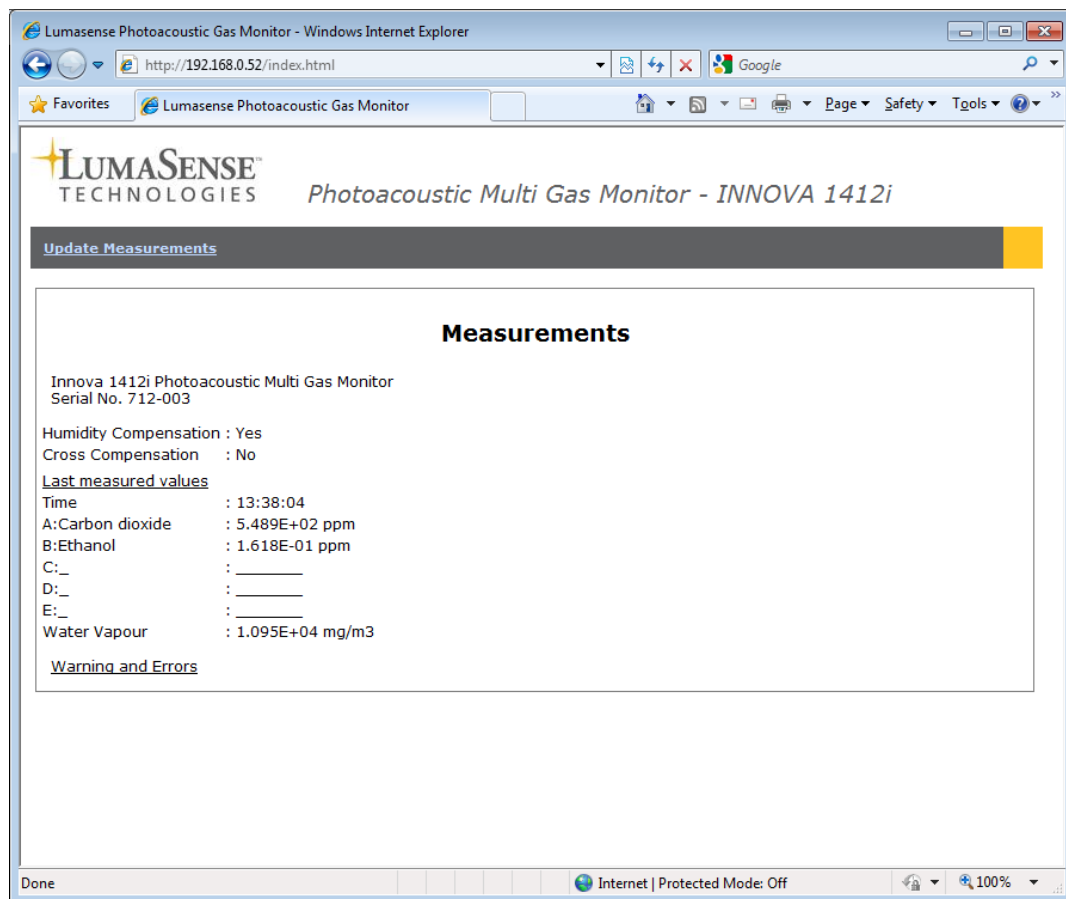 Lumasense Photoacoustic Gas Monitor - Windows Internet Explorer
http://192.168.0.52/index.html
Google
Favorites
Lumasense Photoacoustic Gas Monitor
Page
Safety
Tools
»
LUMASENSE™
TECHNOLOGIES
Photoacoustic Multi Gas Monitor - INNOVA 1412i
Update Measurements
Measurements
Innova 1412i Photoacoustic Multi Gas Monitor
Serial No. 712-003
Humidity Compensation : Yes
Cross Compensation : No
Last measured values
Time : 13:38:04
A:Carbon dioxide : 5.489E+02 ppm
B:Ethanol : 1.618E-01 ppm
C:_ : _______
D:_ : _______
E:_ : _______
Water Vapour : 1.095E+04 mg/m3
Warning and Errors
Done
Internet | Protected Mode: Off
100%